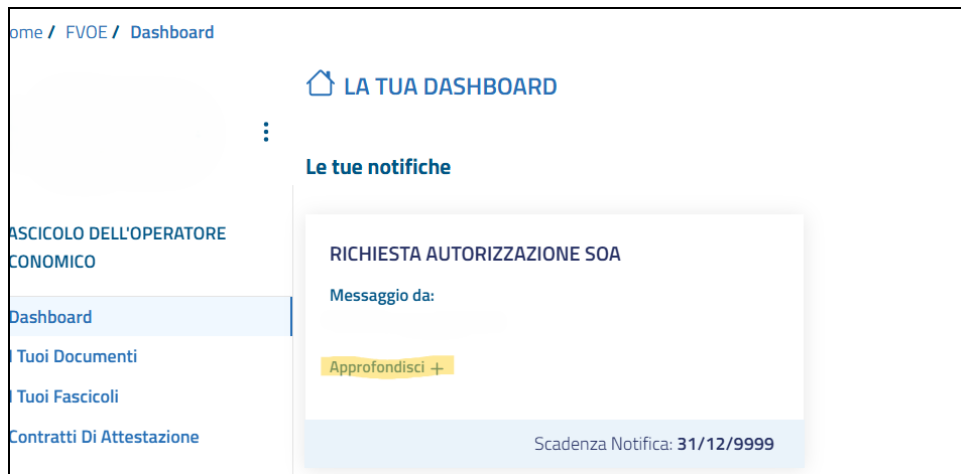 ome / FVOE / Dashboard
LA TUA DASHBOARD
Le tue notifiche
ASCICOLO DELL'OPERATORE
CONOMICO
Dashboard
I Tuoi Documenti
I Tuoi Fascicoli
Contratti Di Attestazione
RICHIESTA AUTORIZZAZIONE SOA
Messaggio da:
Approfondisci +
Scadenza Notifica: 31/12/9999